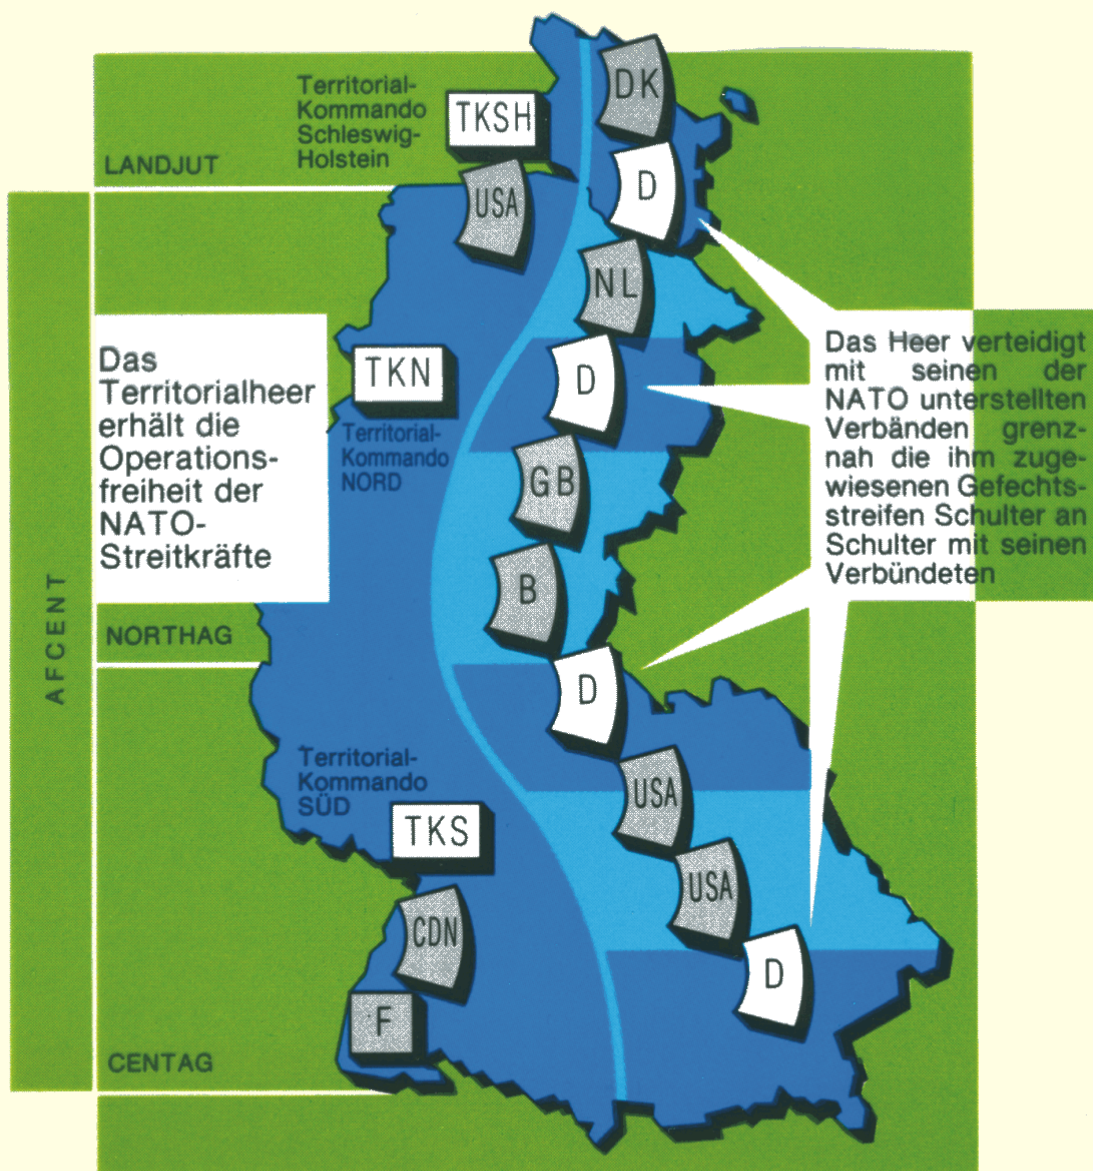 Territorial-
Kommando
Schleswig-
Holstein
TKSH
DK
LANDJUT
USA
D
NL
Das
Territorialheer
erhält die
Operations-
freiheit der
NATO-
Streitkräfte
TKN
Territorial-
Kommando
NORD
D
Das Heer verteidigt
mit seinen der
NATO unterstellten
Verbänden grenz-
nah die ihm zuge-
wiesenen Gefechts-
streifen Schulter an
Schulter mit seinen
Verbündeten
GB
B
AFCENT
NORTHAG
D
Territorial-
Kommando
SÜD
TKS
USA
USA
CDN
D
F
CENTAG